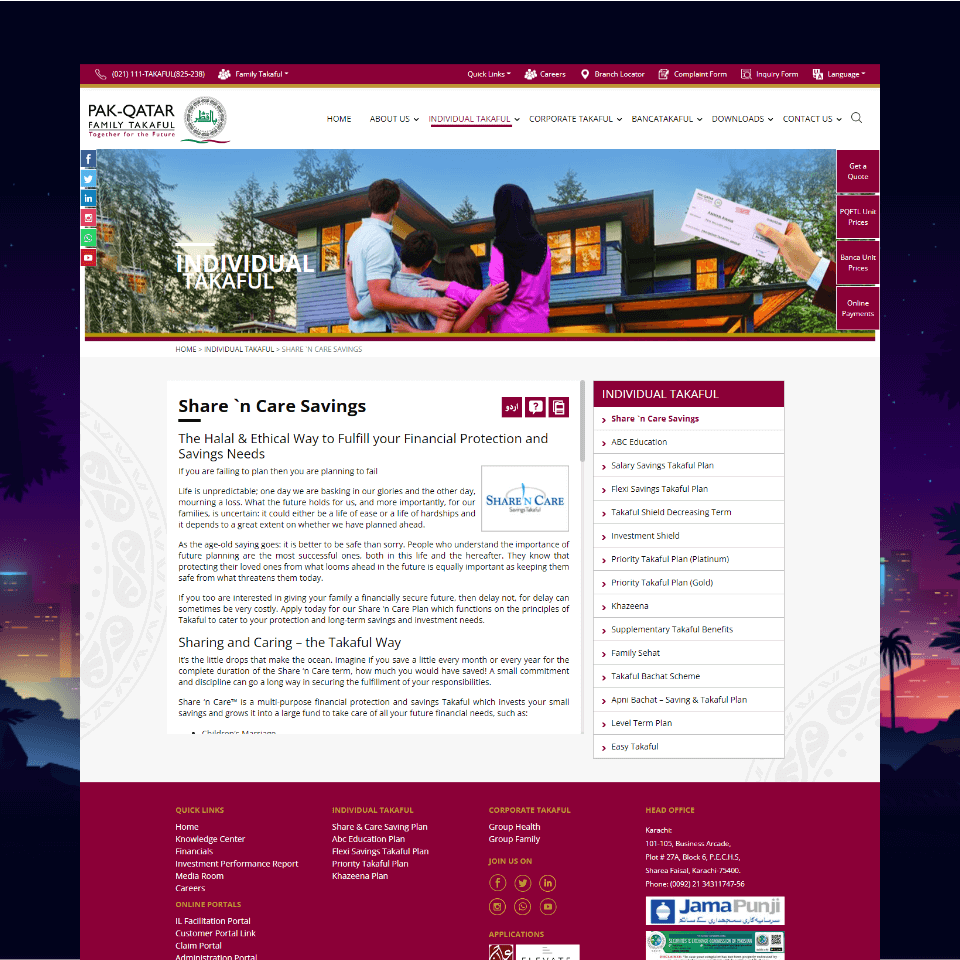 (021) 111-TAKAFUL(825-238)
Family Takaful
Quick Links
Careers
Branch Locator
Complaint Form
Inquiry Form
Language
PAK-QATAR
FAMILY TAKAFUL
Together for the Future
HOME
ABOUT US
INDIVIDUAL TAKAFUL
CORPORATE TAKAFUL
BANCATAKAFUL
DOWNLOADS
CONTACT US
Get a
Quote
PQFTL Unit
Prices
Banca Unit
Prices
Online
Payments
INDIVIDUAL
TAKAFUL
HOME > INDIVIDUAL TAKAFUL > SHARE `N CARE SAVINGS
Share `n Care Savings
اردو
The Halal & Ethical Way to Fulfill your Financial Protection and
Savings Needs
If you are failing to plan then you are planning to fail
SHARE'N CARE
Savings Takaful
Life is unpredictable; one day we are basking in our glories and the other day,
mourning a loss. What the future holds for us, and more importantly, for our
families, is uncertain: it could either be a life of ease or a life of hardships and
it depends to a great extent on whether we have planned ahead.
As the age-old saying goes: it is better to be safe than sorry. People who understand the importance of
future planning are the most successful ones, both in this life and the hereafter. They know that
protecting their loved ones from what looms ahead in the future is equally important as keeping them
safe from what threatens them today.
If you too are interested in giving your family a financially secure future, then delay not, for delay can
sometimes be very costly. Apply today for our Share 'n Care Plan which functions on the principles of
Takaful to cater to your protection and long-term savings and investment needs.
Sharing and Caring – the Takaful Way
It's the little drops that make the ocean. Imagine if you save a little every month or every year for the
complete duration of the Share 'n Care term, how much you would have saved! A small commitment
and discipline can go a long way in securing the fulfillment of your responsibilities.
Share 'n Care™ is a multi-purpose financial protection and savings Takaful which invests your small
savings and grows it into a large fund to take care of all your future financial needs, such as:
Children's Marriage
INDIVIDUAL TAKAFUL
Share `n Care Savings
ABC Education
Salary Savings Takaful Plan
Flexi Savings Takaful Plan
Takaful Shield Decreasing Term
Investment Shield
Priority Takaful Plan (Platinum)
Priority Takaful Plan (Gold)
Khazeena
Supplementary Takaful Benefits
Family Sehat
Takaful Bachat Scheme
Apni Bachat – Saving & Takaful Plan
Level Term Plan
Easy Takaful
QUICK LINKS
Home
Knowledge Center
Financials
Investment Performance Report
Media Room
Careers
ONLINE PORTALS
IL Facilitation Portal
Customer Portal Link
Claim Portal
Administration Portal
INDIVIDUAL TAKAFUL
Share & Care Saving Plan
Abc Education Plan
Flexi Savings Takaful Plan
Priority Takaful Plan
Khazeena Plan
CORPORATE TAKAFUL
Group Health
Group Family
JOIN US ON
APPLICATIONS
ELEVATE
HEAD OFFICE
Karachi:
101-105, Business Arcade,
Plot # 27A, Block 6, P.E.C.H.S,
Sharea Faisal, Karachi-75400.
Phone: (0092) 21 34311747-56
JamaPunji
سرمایہ کاری سمجھداری کے ساتھ
SECURITIES & EXCHANGE COMMISSION OF PAKISTAN